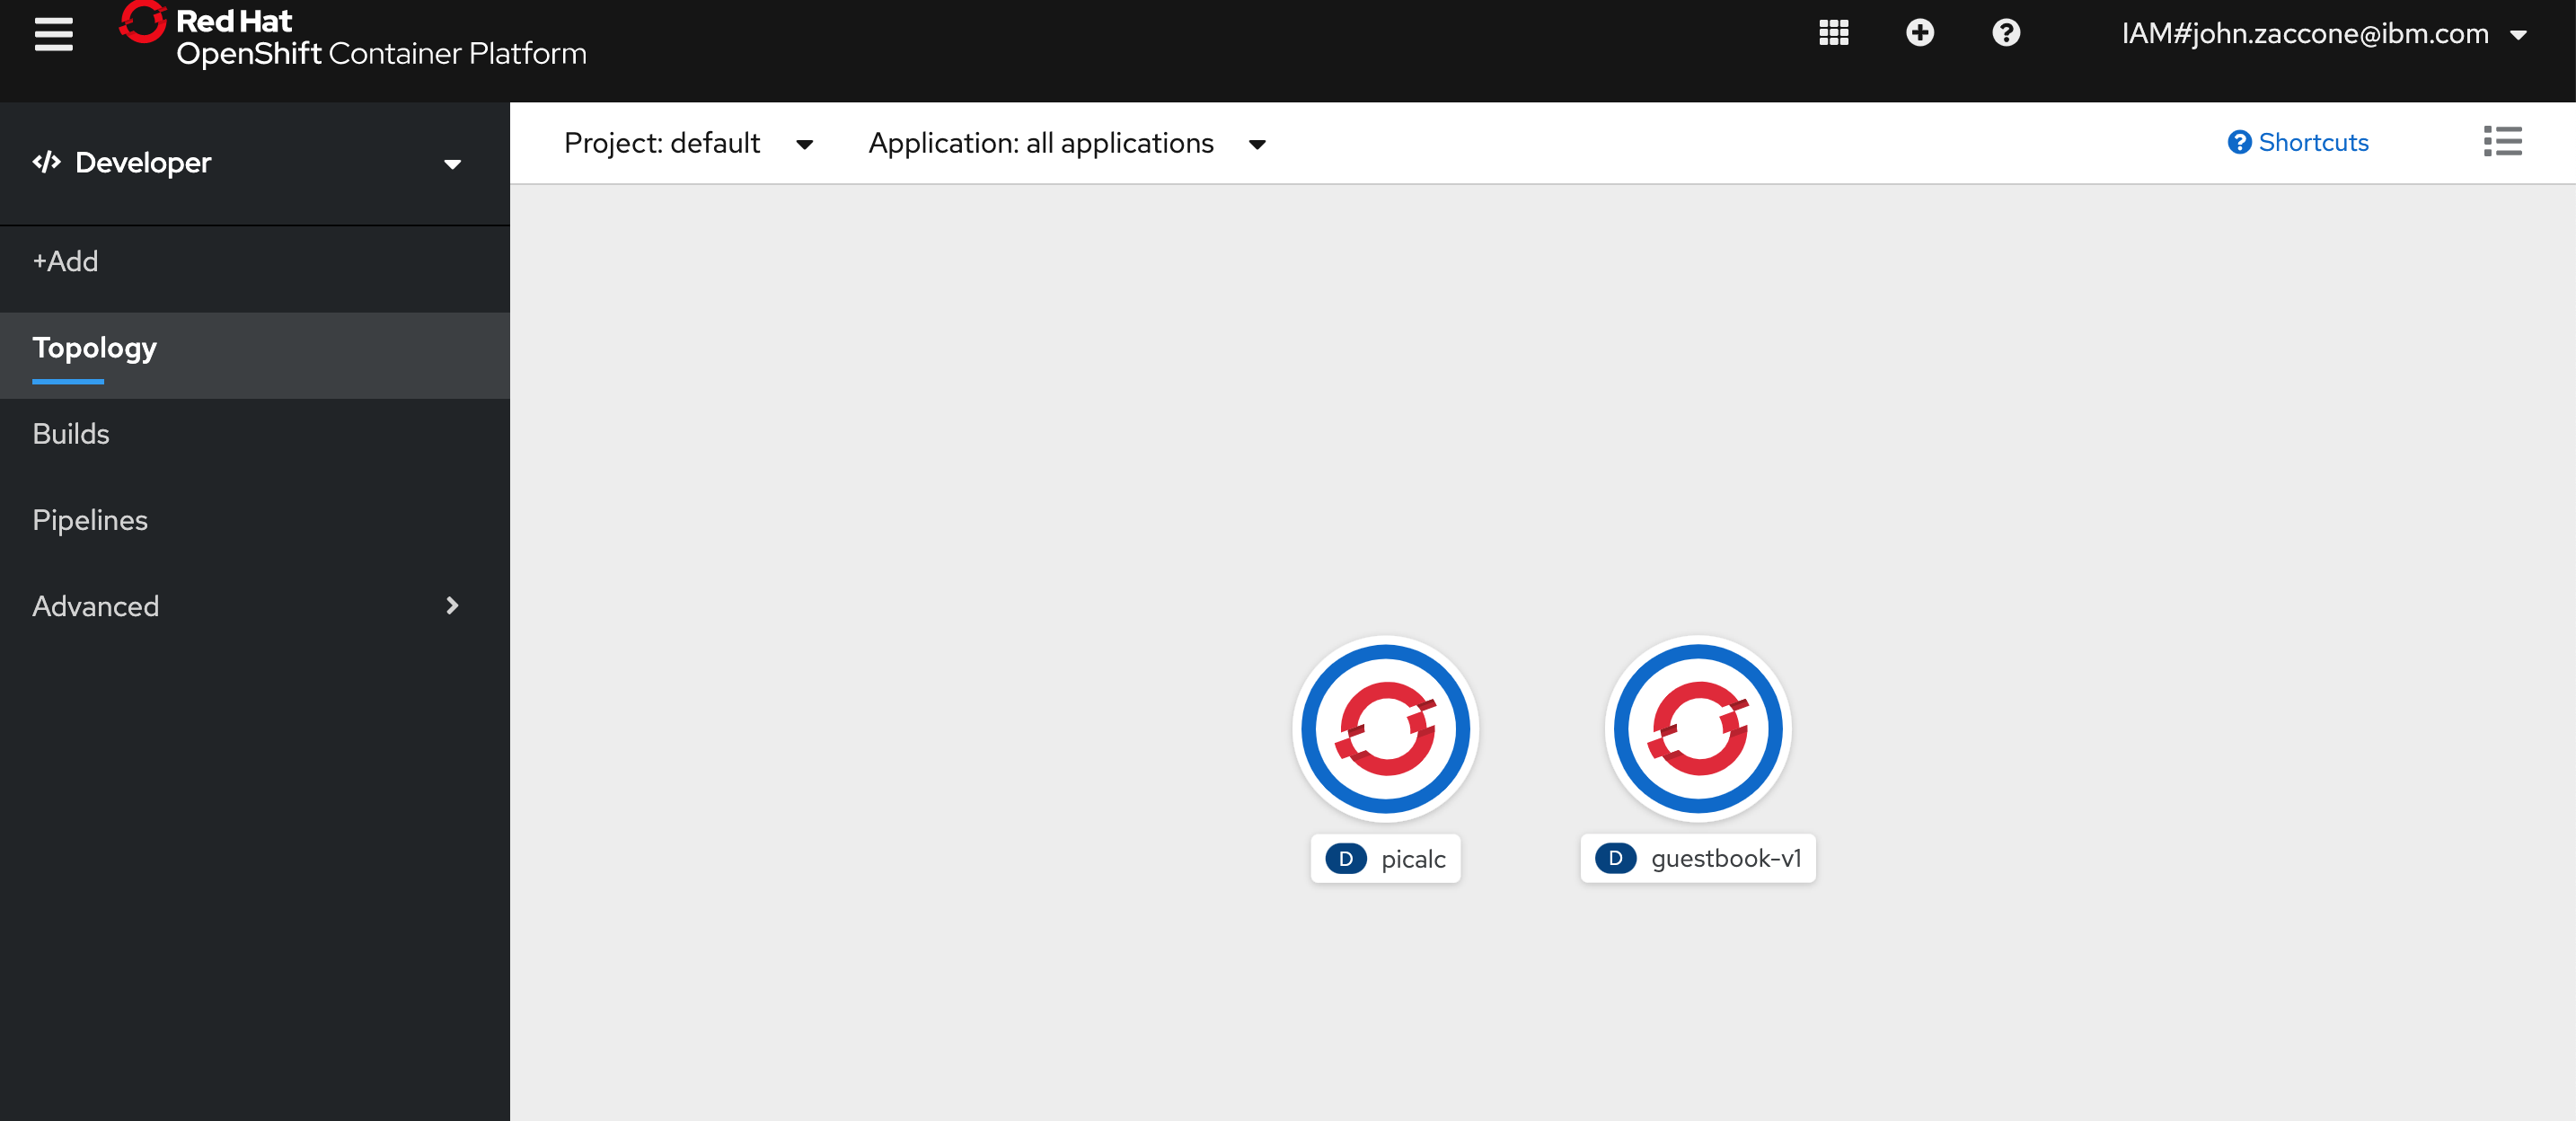 Red Hat
OpenShift Container Platform
IAM#john.zaccone@ibm.com
</> Developer
Project: default
Application: all applications
? Shortcuts
+Add
Topology
Builds
Pipelines
Advanced
D picalc
D guestbook-v1